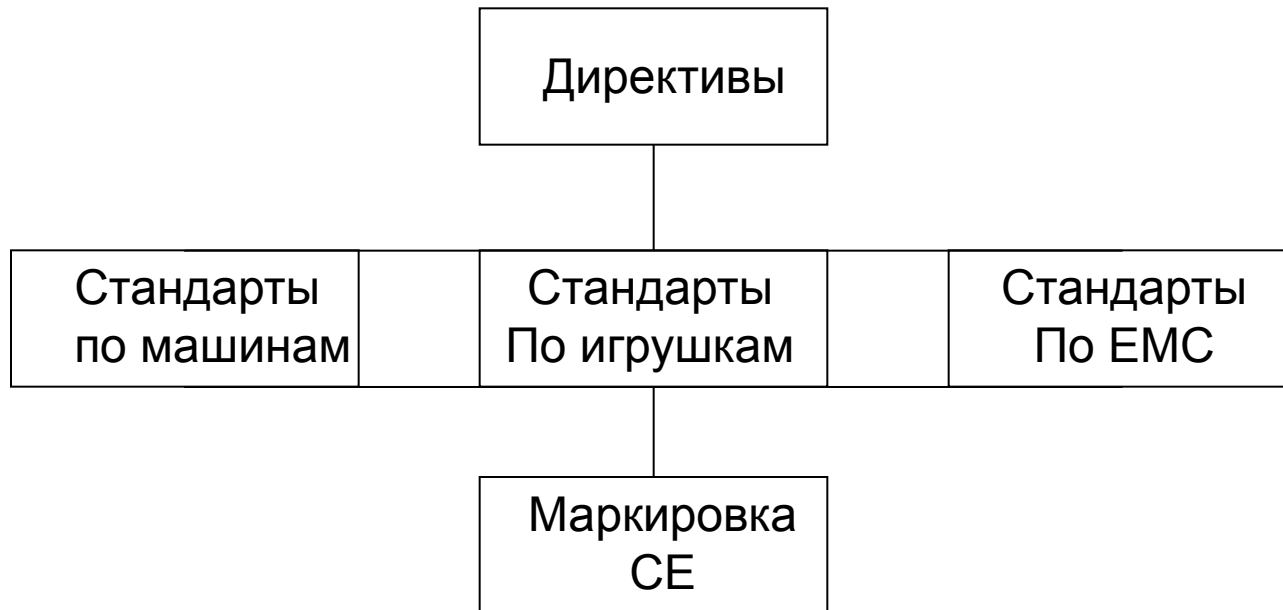 Директивы
Стандарты
по машинам
Стандарты
По игрушкам
Стандарты
По ЕМС
Маркировка
СЕ